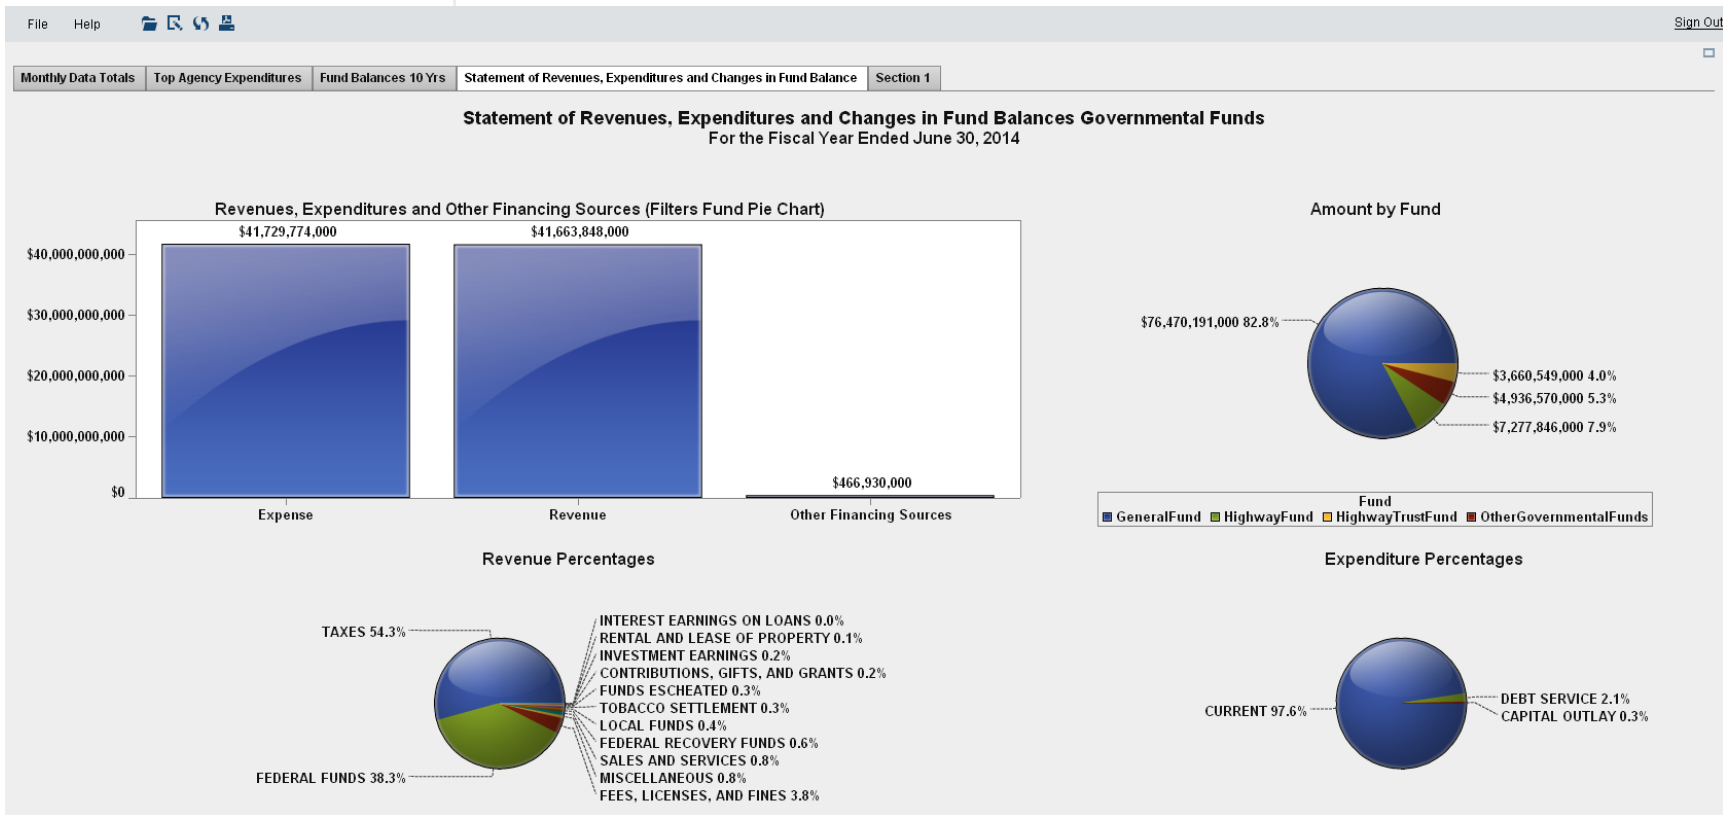 File Help
Sign Out
Monthly Data Totals Top Agency Expenditures Fund Balances 10 Yrs Statement of Revenues, Expenditures and Changes in Fund Balance Section 1
Statement of Revenues, Expenditures and Changes in Fund Balances Governmental Funds
For the Fiscal Year Ended June 30, 2014
Revenues, Expenditures and Other Financing Sources (Filters Fund Pie Chart)
$41,729,774,000 $41,663,848,000
$40,000,000,000
$30,000,000,000
$20,000,000,000
$10,000,000,000
$466,930,000
$0
Expense Revenue Other Financing Sources
Amount by Fund
$76,470,191,000 82.8%
$3,660,549,000 4.0%
$4,936,570,000 5.3%
$7,277,846,000 7.9%
Fund
GeneralFund HighwayFund HighwayTrustFund OtherGovernmentalFunds
Revenue Percentages
TAXES 54.3%
FEDERAL FUNDS 38.3%
INTEREST EARNINGS ON LOANS 0.0%
RENTAL AND LEASE OF PROPERTY 0.1%
INVESTMENT EARNINGS 0.2%
CONTRIBUTIONS, GIFTS, AND GRANTS 0.2%
FUNDS ESCHEATED 0.3%
TOBACCO SETTLEMENT 0.3%
LOCAL FUNDS 0.4%
FEDERAL RECOVERY FUNDS 0.6%
SALES AND SERVICES 0.8%
MISCELLANEOUS 0.8%
FEES, LICENSES, AND FINES 3.8%
Expenditure Percentages
CURRENT 97.6%
DEBT SERVICE 2.1%
CAPITAL OUTLAY 0.3%